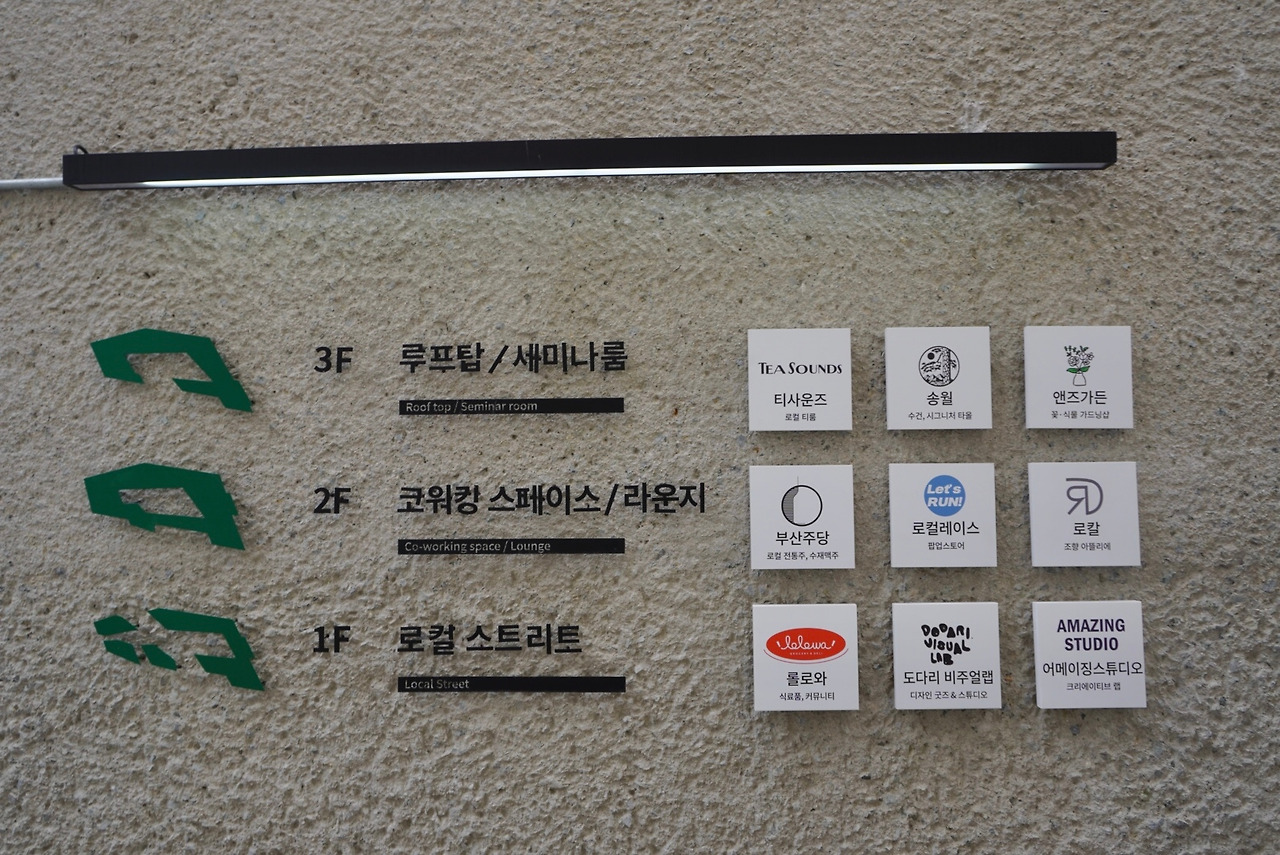 3F
루프탑 / 새미나룸
Roof top / Seminar room
2F
코워킹 스페이소 / 라운지
Co-working space / Lounge
1F
로컬 소트리트
Local Street
TEA SOUNDS
티사운즈
로컬 티룸
송월
수건, 시그니처 타올
앤즈가든
꽃·식물 가드닝샵
부산주당
로컬 전통주, 수재맥주
Let's
RUN!
로컬레이스
팝업스토어
로칼
조향 아뜰리에
lolowa
롤로와
식료품, 커뮤니티
DODARI
VISUAL
LAB
도다리 비주얼랩
디자인 굿즈 & 스튜디오
AMAZING
STUDIO
어메이징스튜디오
크리에이티브 랩